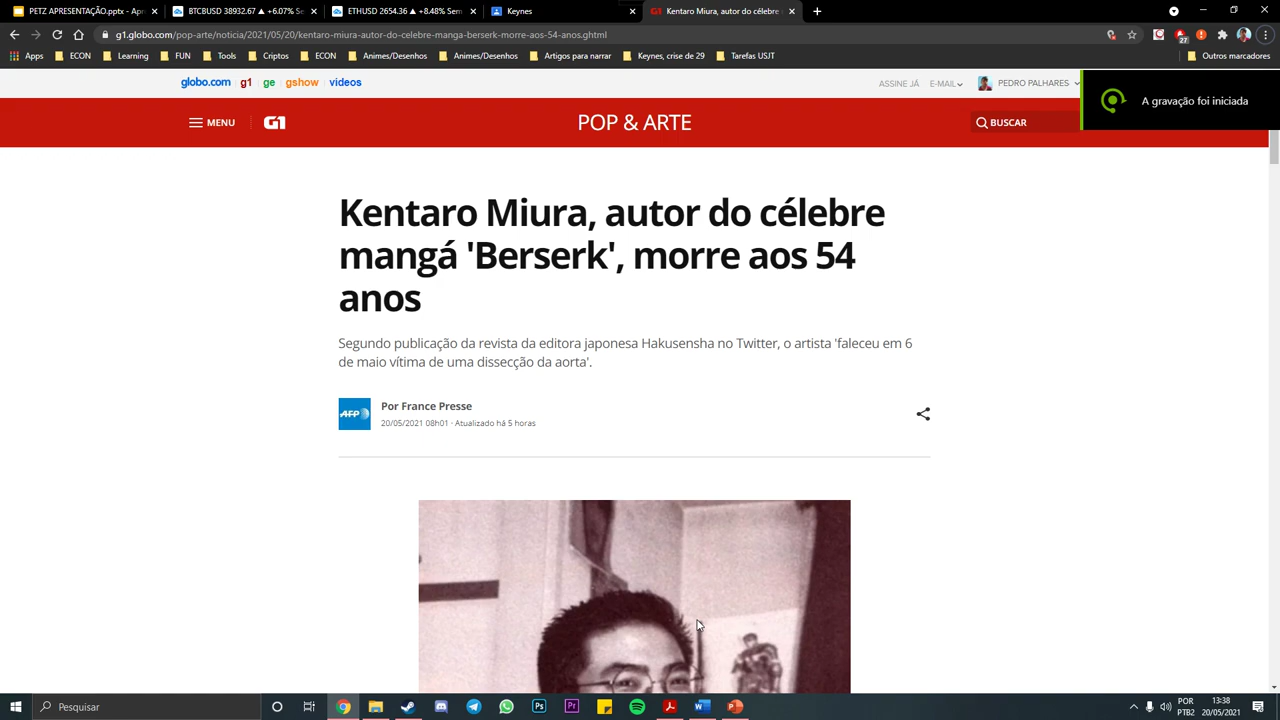 PETZ APRESENTAÇÃO.pptx - Apr
BTCBUSD 38932.67 ▲ +6.07% Se
ETHUSD 2654.36 ▲ +8.48% Sem
Keynes
Kentaro Miura, autor do célebre
g1.globo.com/pop-arte/noticia/2021/05/20/kentaro-miura-autor-do-celebre-manga-berserk-morre-aos-54-anos.ghtml
27
Apps
ECON
Learning
FUN
Tools
Criptos
ECON
Animes/Desenhos
Animes/Desenhos
Artigos para narrar
Keynes, crise de 29
Tarefas USJT
Outros marcadores
globo.com
g1
ge
gshow
vídeos
ASSINE JÁ
E-MAIL
PEDRO PALHARES
A gravação foi iniciada
MENU
G1
POP & ARTE
BUSCAR
Kentaro Miura, autor do célebre
mangá 'Berserk', morre aos 54
anos
Segundo publicação da revista da editora japonesa Hakusensha no Twitter, o artista 'faleceu em 6
de maio vítima de uma dissecção da aorta'.
AFP
Por France Presse
20/05/2021 08h01 · Atualizado há 5 horas
Pesquisar
Ps
Pr
POR
PTB2
13:38
20/05/2021